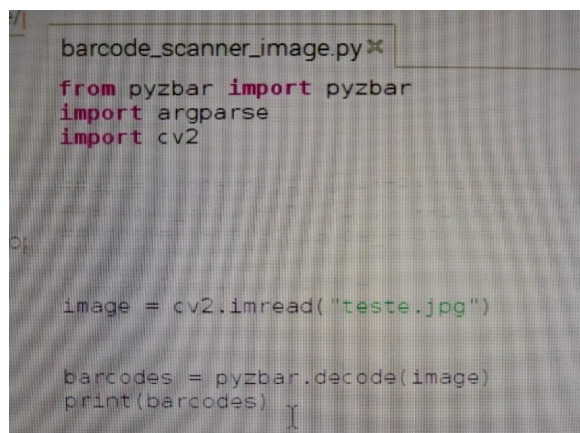 barcode_scanner_image.py
from pyzbar import pyzbar
import argparse
import cv2
image = cv2.imread("teste.jpg")
barcodes = pyzbar.decode(image)
print(barcodes)